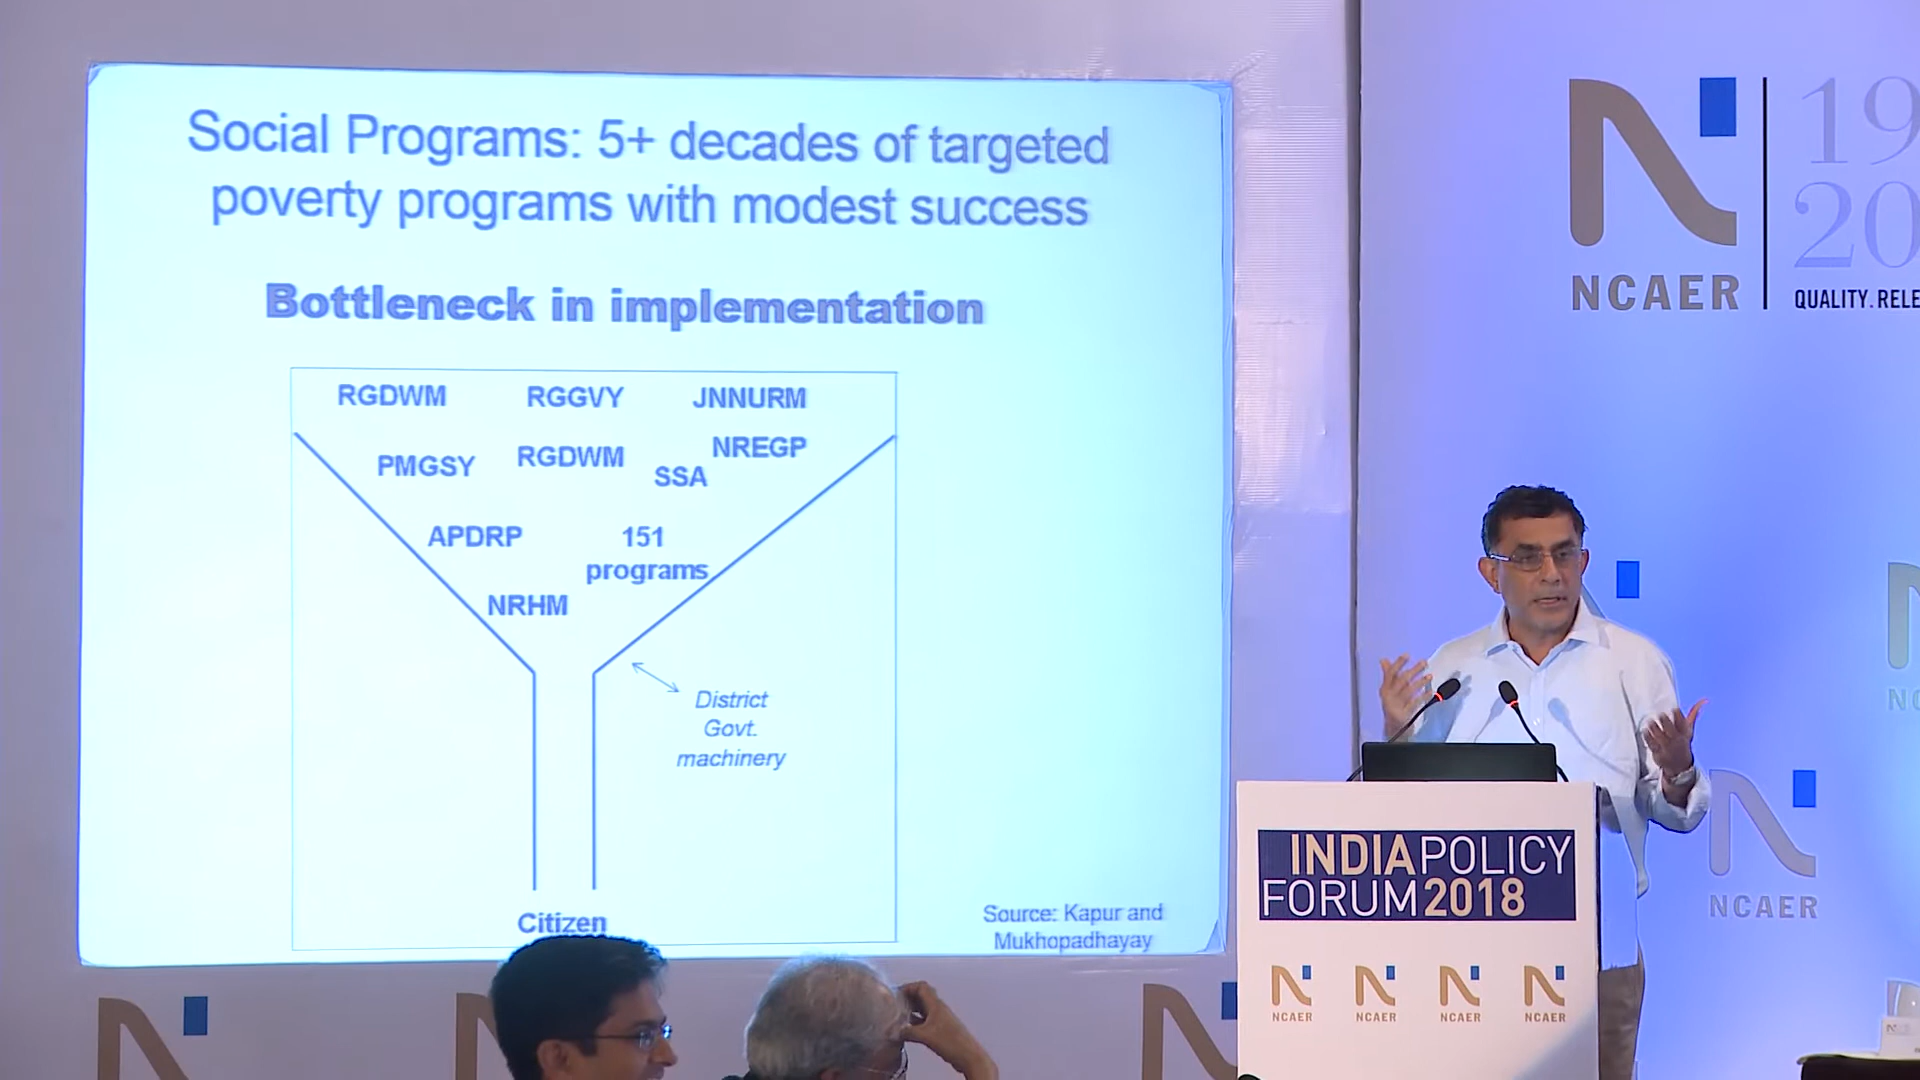 Social Programs: 5+ decades of targeted
poverty programs with modest success
Bottleneck in implementation
RGDWM RGGVY JNNURM
PMGSY RGDWM SSA NREGP
APDRP 151
programs
NRHM
District
Govt.
machinery
Citizen
Source: Kapur and
Mukhopadhayay
NCAER
19
20
QUALITY. RELE
INDIA POLICY
FORUM 2018
NCAER NCAER NCAER NCAER
NCAER
NC